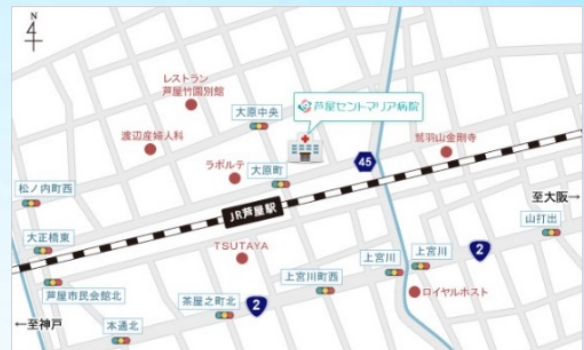 N
4
レストラン
芦屋竹園別館
芦屋セントマリア病院
大原中央
渡辺産婦人科
鷲羽山金剛寺
45
ラポルテ
大原町
松ノ内町西
至大阪→
JR芦屋駅
山打出
大正橋東
TSUTAYA
上宮川
上宮川
2
芦屋市民会館北
上宮川町西
ロイヤルホスト
茶屋之町北
2
←至神戸
本通北